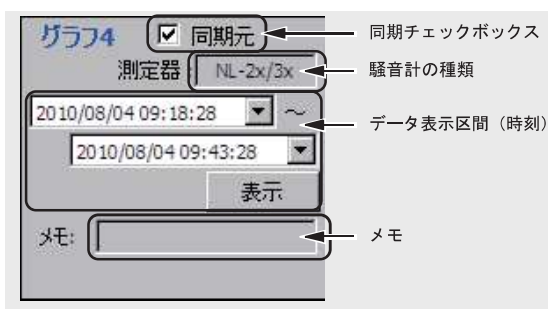 グラフ4 ☑ 同期元 同期チェックボックス
測定器: NL-2x/3x 騒音計の種類
2010/08/04 09:18:28 ～
データ表示区間（時刻）
2010/08/04 09:43:28
表示
メモ: メモ